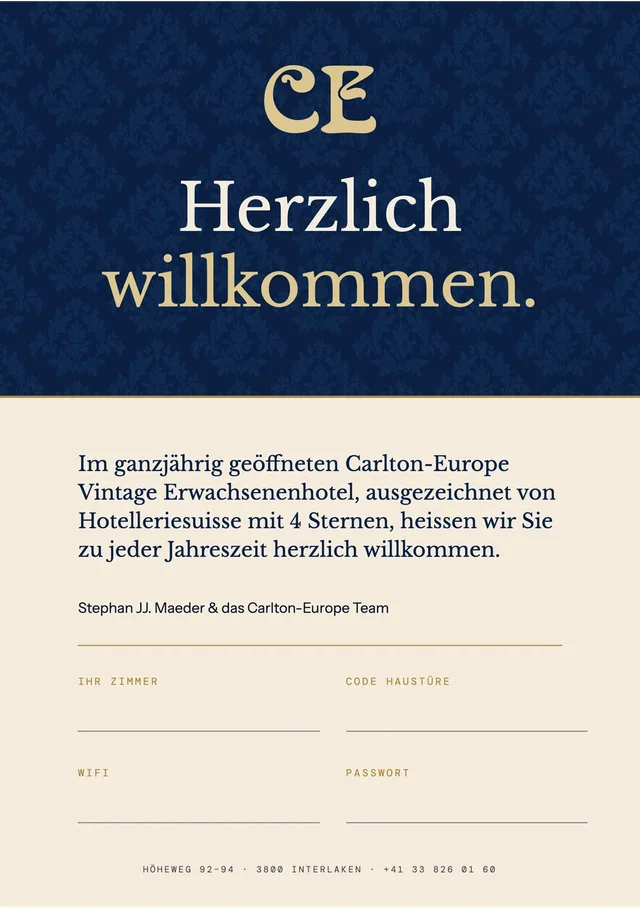 CE
Herzlich
willkommen.
Im ganzjährig geöffneten Carlton-Europe
Vintage Erwachsenenhotel, ausgezeichnet von
Hotelleriesuisse mit 4 Sternen, heissen wir Sie
zu jeder Jahreszeit herzlich willkommen.
Stephan JJ. Maeder & das Carlton-Europe Team
IHR ZIMMER
CODE HAUSTÜRE
WIFI
PASSWORT
HÖHEWEG 92–94 · 3800 INTERLAKEN · +41 33 826 01 60